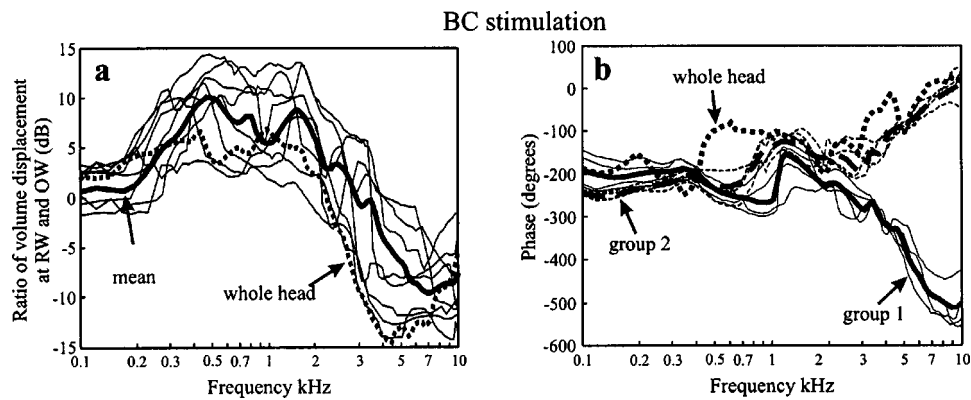 BC stimulation
a
15
10
5
0
-5
-10
-15
Ratio of volume displacement
at RW and OW (dB)
mean
whole head
0.1 0.2 0.3 0.5 0.7 1 2 3 5 7 10
Frequency kHz
b
100
0
-100
-200
-300
-400
-500
-600
Phase (degrees)
whole head
group 2
group 1
0.1 0.2 0.3 0.5 0.7 1 2 3 5 7 10
Frequency kHz